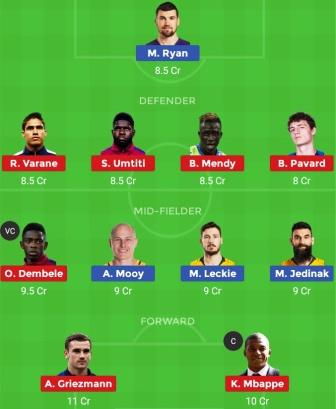 M. Ryan
8.5 Cr
DEFENDER
R. Varane S. Umtiti B. Mendy B. Pavard
8.5 Cr 8.5 Cr 8.5 Cr 8 Cr
MID-FIELDER
VC
O. Dembele A. Mooy M. Leckie M. Jedinak
9.5 Cr 9 Cr 9 Cr 9 Cr
FORWARD
C
A. Griezmann K. Mbappe
11 Cr 10 Cr